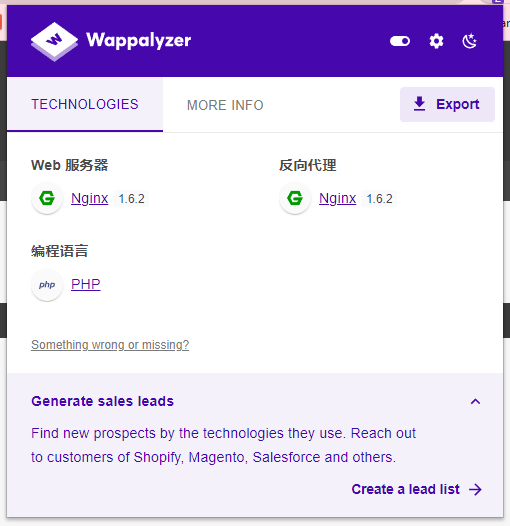 Wappalyzer
TECHNOLOGIES
MORE INFO
Export
Web 服务器
Nginx 1.6.2
反向代理
Nginx 1.6.2
编程语言
php PHP
Something wrong or missing?
Generate sales leads
Find new prospects by the technologies they use. Reach out
to customers of Shopify, Magento, Salesforce and others.
Create a lead list